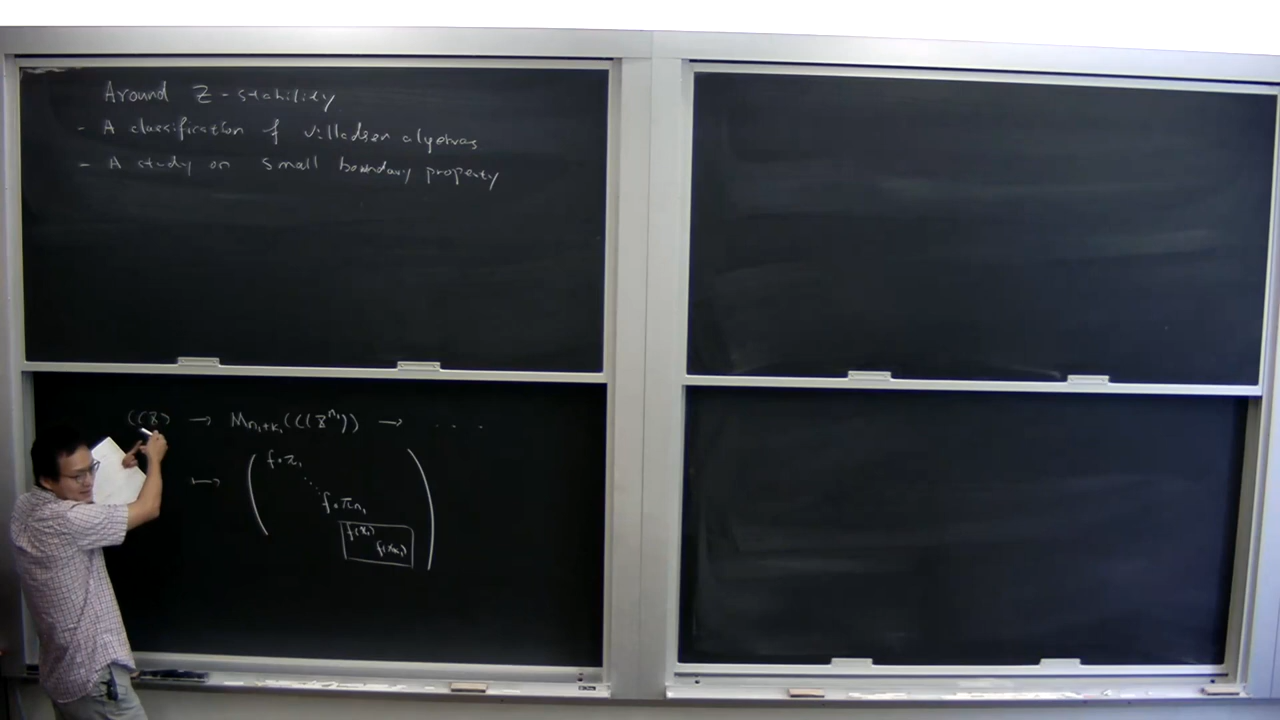 Around Z-stability
- A classification of Villadsen algebras
- A study on small boundary property
C(X) → M_{n_1+k_1}(C(X^{n_1})) → ....
↦ ( f∘π_1
⋱
f∘π_{n_1}
f(x_1)
f(x_{k_1}) )